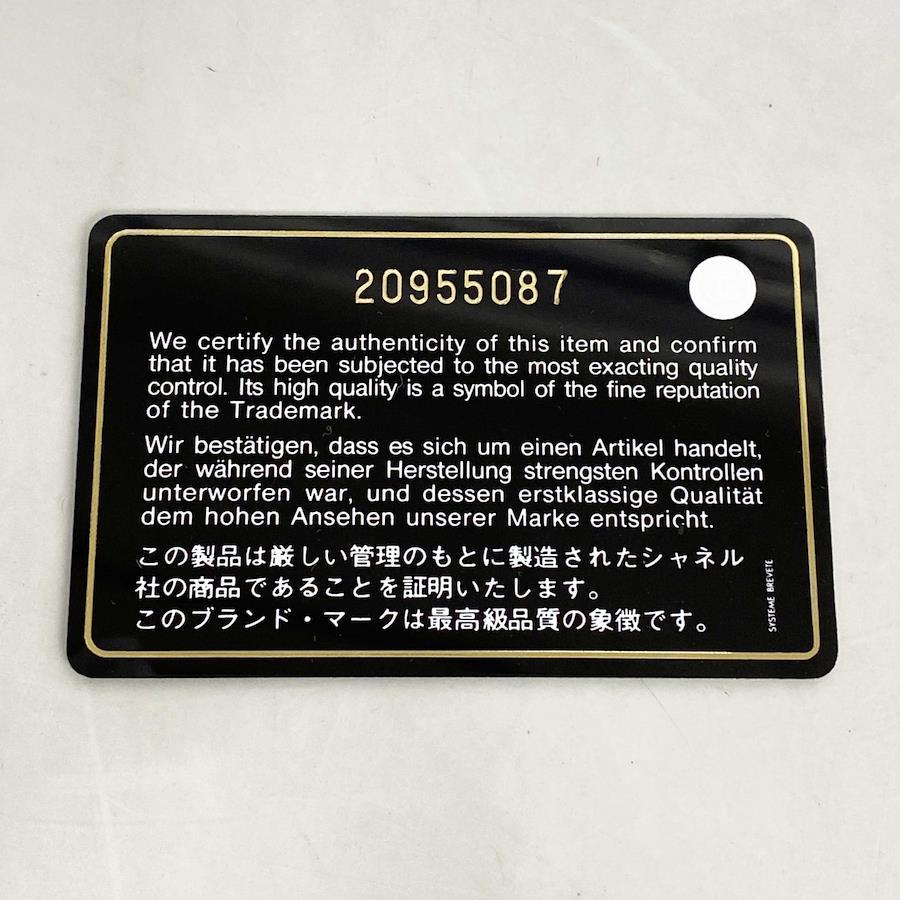 20955087
We certify the authenticity of this item and confirm
that it has been subjected to the most exacting quality
control. Its high quality is a symbol of the fine reputation
of the Trademark.
Wir bestätigen, dass es sich um einen Artikel handelt,
der während seiner Herstellung strengsten Kontrollen
unterworfen war, und dessen erstklassige Qualität
dem hohen Ansehen unserer Marke entspricht.
この製品は厳しい管理のもとに製造されたシャネル
社の商品であることを証明いたします。
このブランド・マークは最高級品質の象徴です。
SYSTEME BREVETE